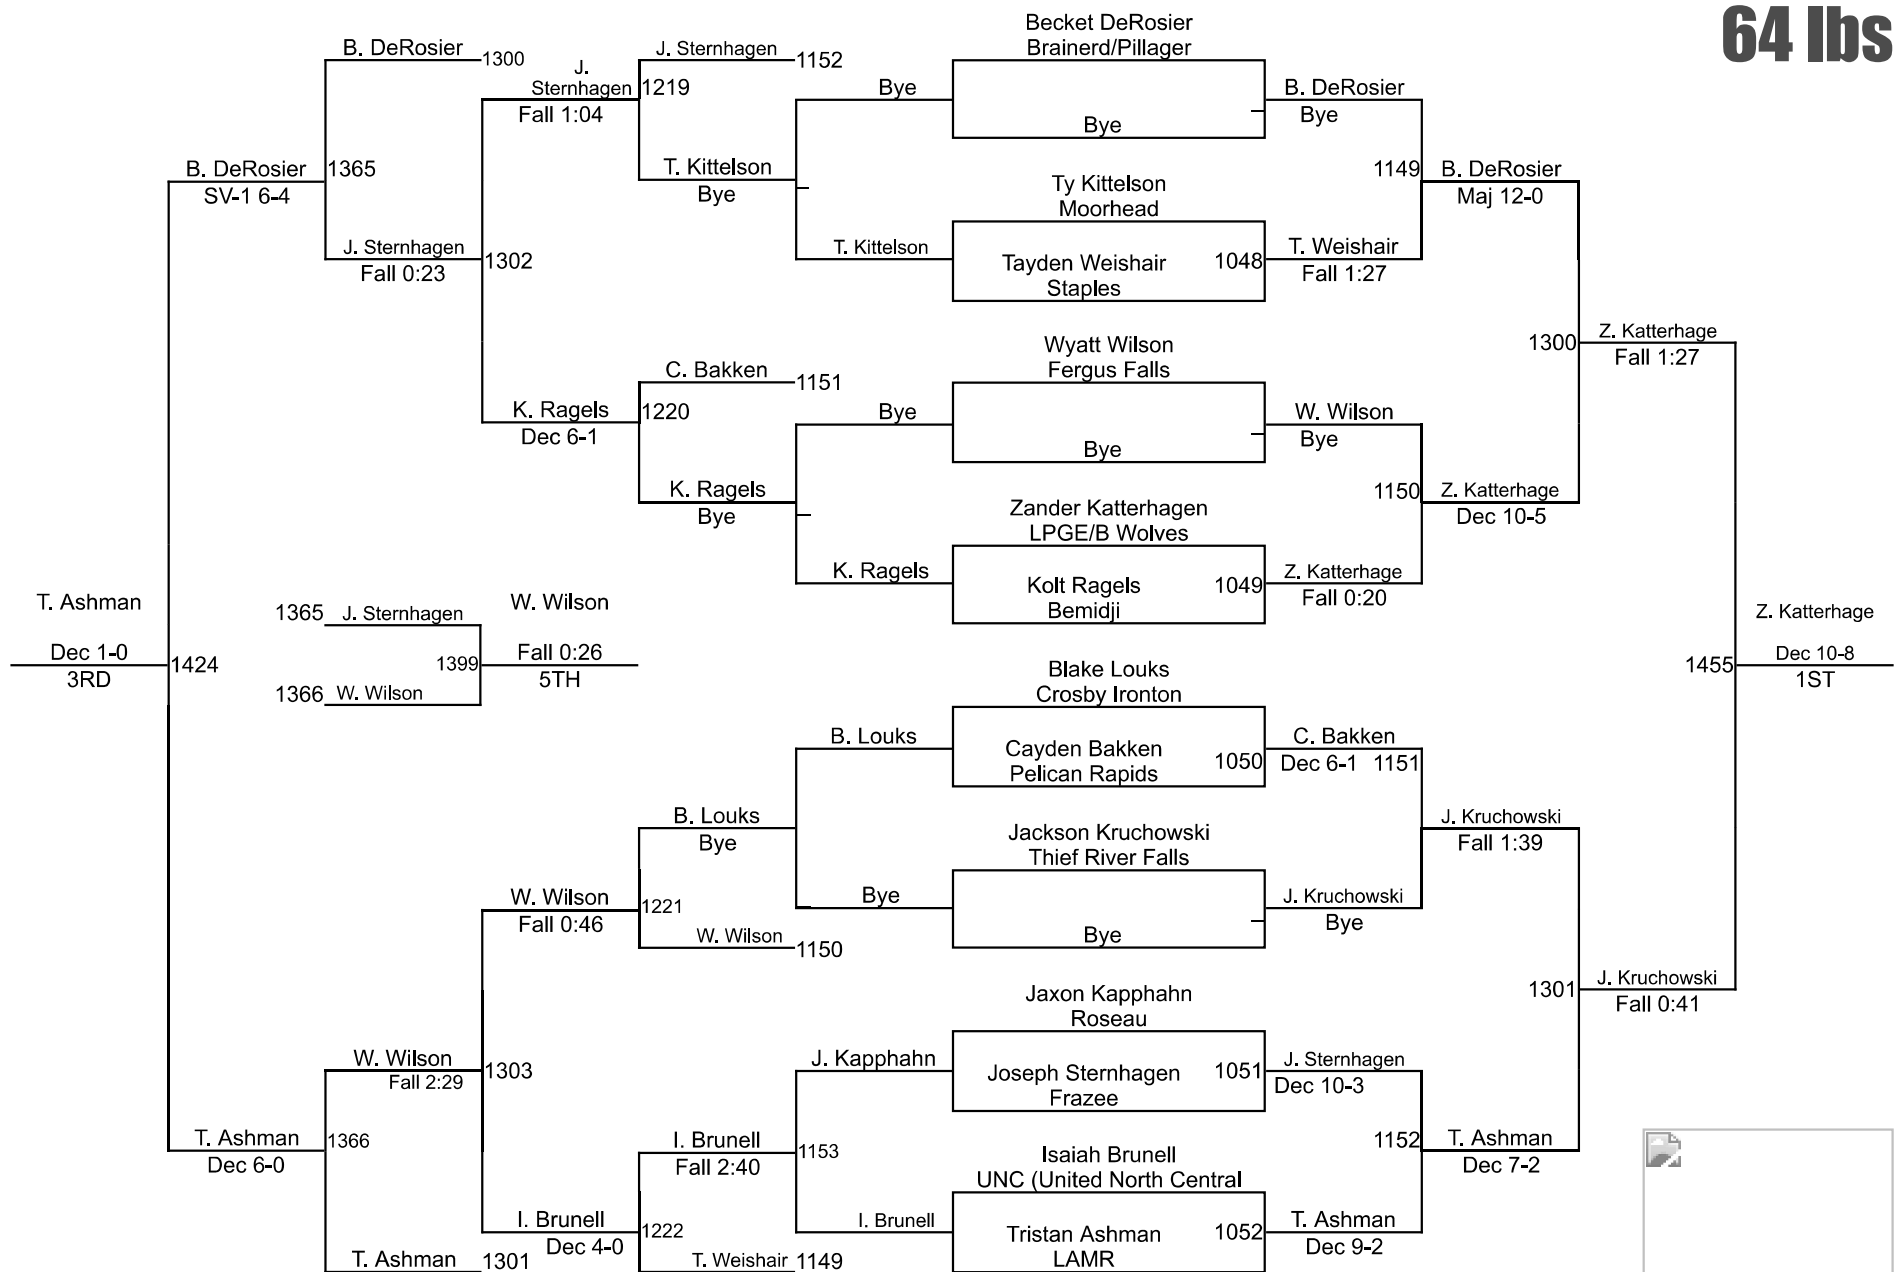 64 lbs
Becket DeRosier
Brainerd/Pillager
B. DeRosier
1300
J. Sternhagen
1152
J.
Sternhagen
1219
Fall 1:04
Bye
B. DeRosier
Bye
Bye
B. DeRosier
SV-1 6-4
1365
T. Kittelson
Bye
1149
B. DeRosier
Maj 12-0
Ty Kittelson
Moorhead
J. Sternhagen
Fall 0:23
1302
T. Kittelson
Tayden Weishair
Staples
1048
T. Weishair
Fall 1:27
Wyatt Wilson
Fergus Falls
1300
Z. Katterhage
Fall 1:27
C. Bakken
1151
K. Ragels
Dec 6-1
1220
Bye
W. Wilson
Bye
Bye
K. Ragels
Bye
1150
Z. Katterhage
Dec 10-5
Zander Katterhagen
LPGE/B Wolves
K. Ragels
Kolt Ragels
Bemidji
1049
Z. Katterhage
Fall 0:20
T. Ashman
Dec 1-0
3RD
1424
1365
J. Sternhagen
1366
W. Wilson
1399
W. Wilson
Fall 0:26
5TH
Z. Katterhage
1455
Dec 10-8
1ST
Blake Louks
Crosby Ironton
B. Louks
Cayden Bakken
Pelican Rapids
1050
C. Bakken
Dec 6-1
1151
B. Louks
Bye
Jackson Kruchowski
Thief River Falls
J. Kruchowski
Fall 1:39
W. Wilson
Fall 0:46
1221
Bye
J. Kruchowski
Bye
Bye
W. Wilson
1150
1301
J. Kruchowski
Fall 0:41
Jaxon Kapphahn
Roseau
W. Wilson
Fall 2:29
1303
J. Kapphahn
Joseph Sternhagen
Frazee
1051
J. Sternhagen
Dec 10-3
T. Ashman
Dec 6-0
1366
I. Brunell
Fall 2:40
1153
1152
T. Ashman
Dec 7-2
Isaiah Brunell
UNC (United North Central
I. Brunell
Dec 4-0
1222
I. Brunell
Tristan Ashman
LAMR
1052
T. Ashman
Dec 9-2
T. Ashman
1301
T. Weishair
1149